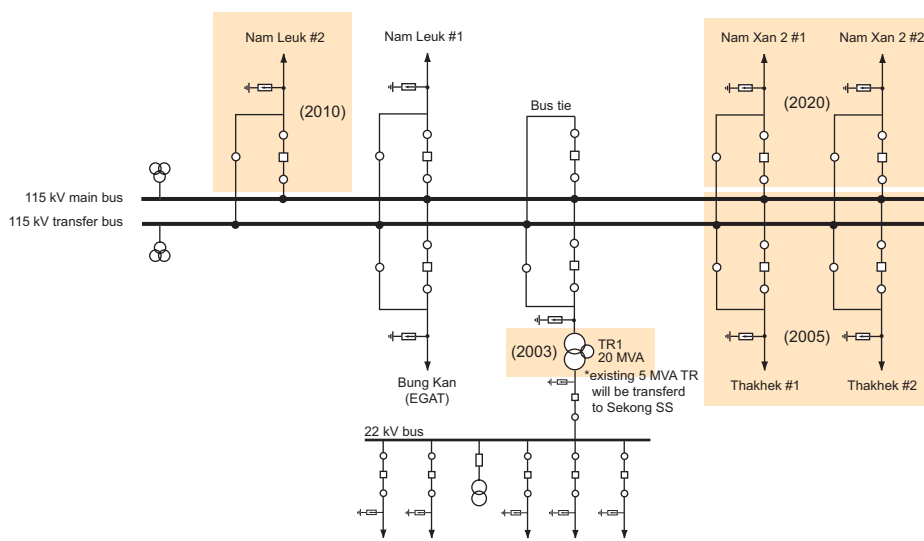 Nam Leuk #2
Nam Leuk #1
Nam Xan 2 #1
Nam Xan 2 #2
(2010)
Bus tie
(2020)
115 kV main bus
115 kV transfer bus
(2003)
TR1
20 MVA
(2005)
Bung Kan
(EGAT)
*existing 5 MVA TR
will be transferd
to Sekong SS
Thakhek #1
Thakhek #2
22 kV bus